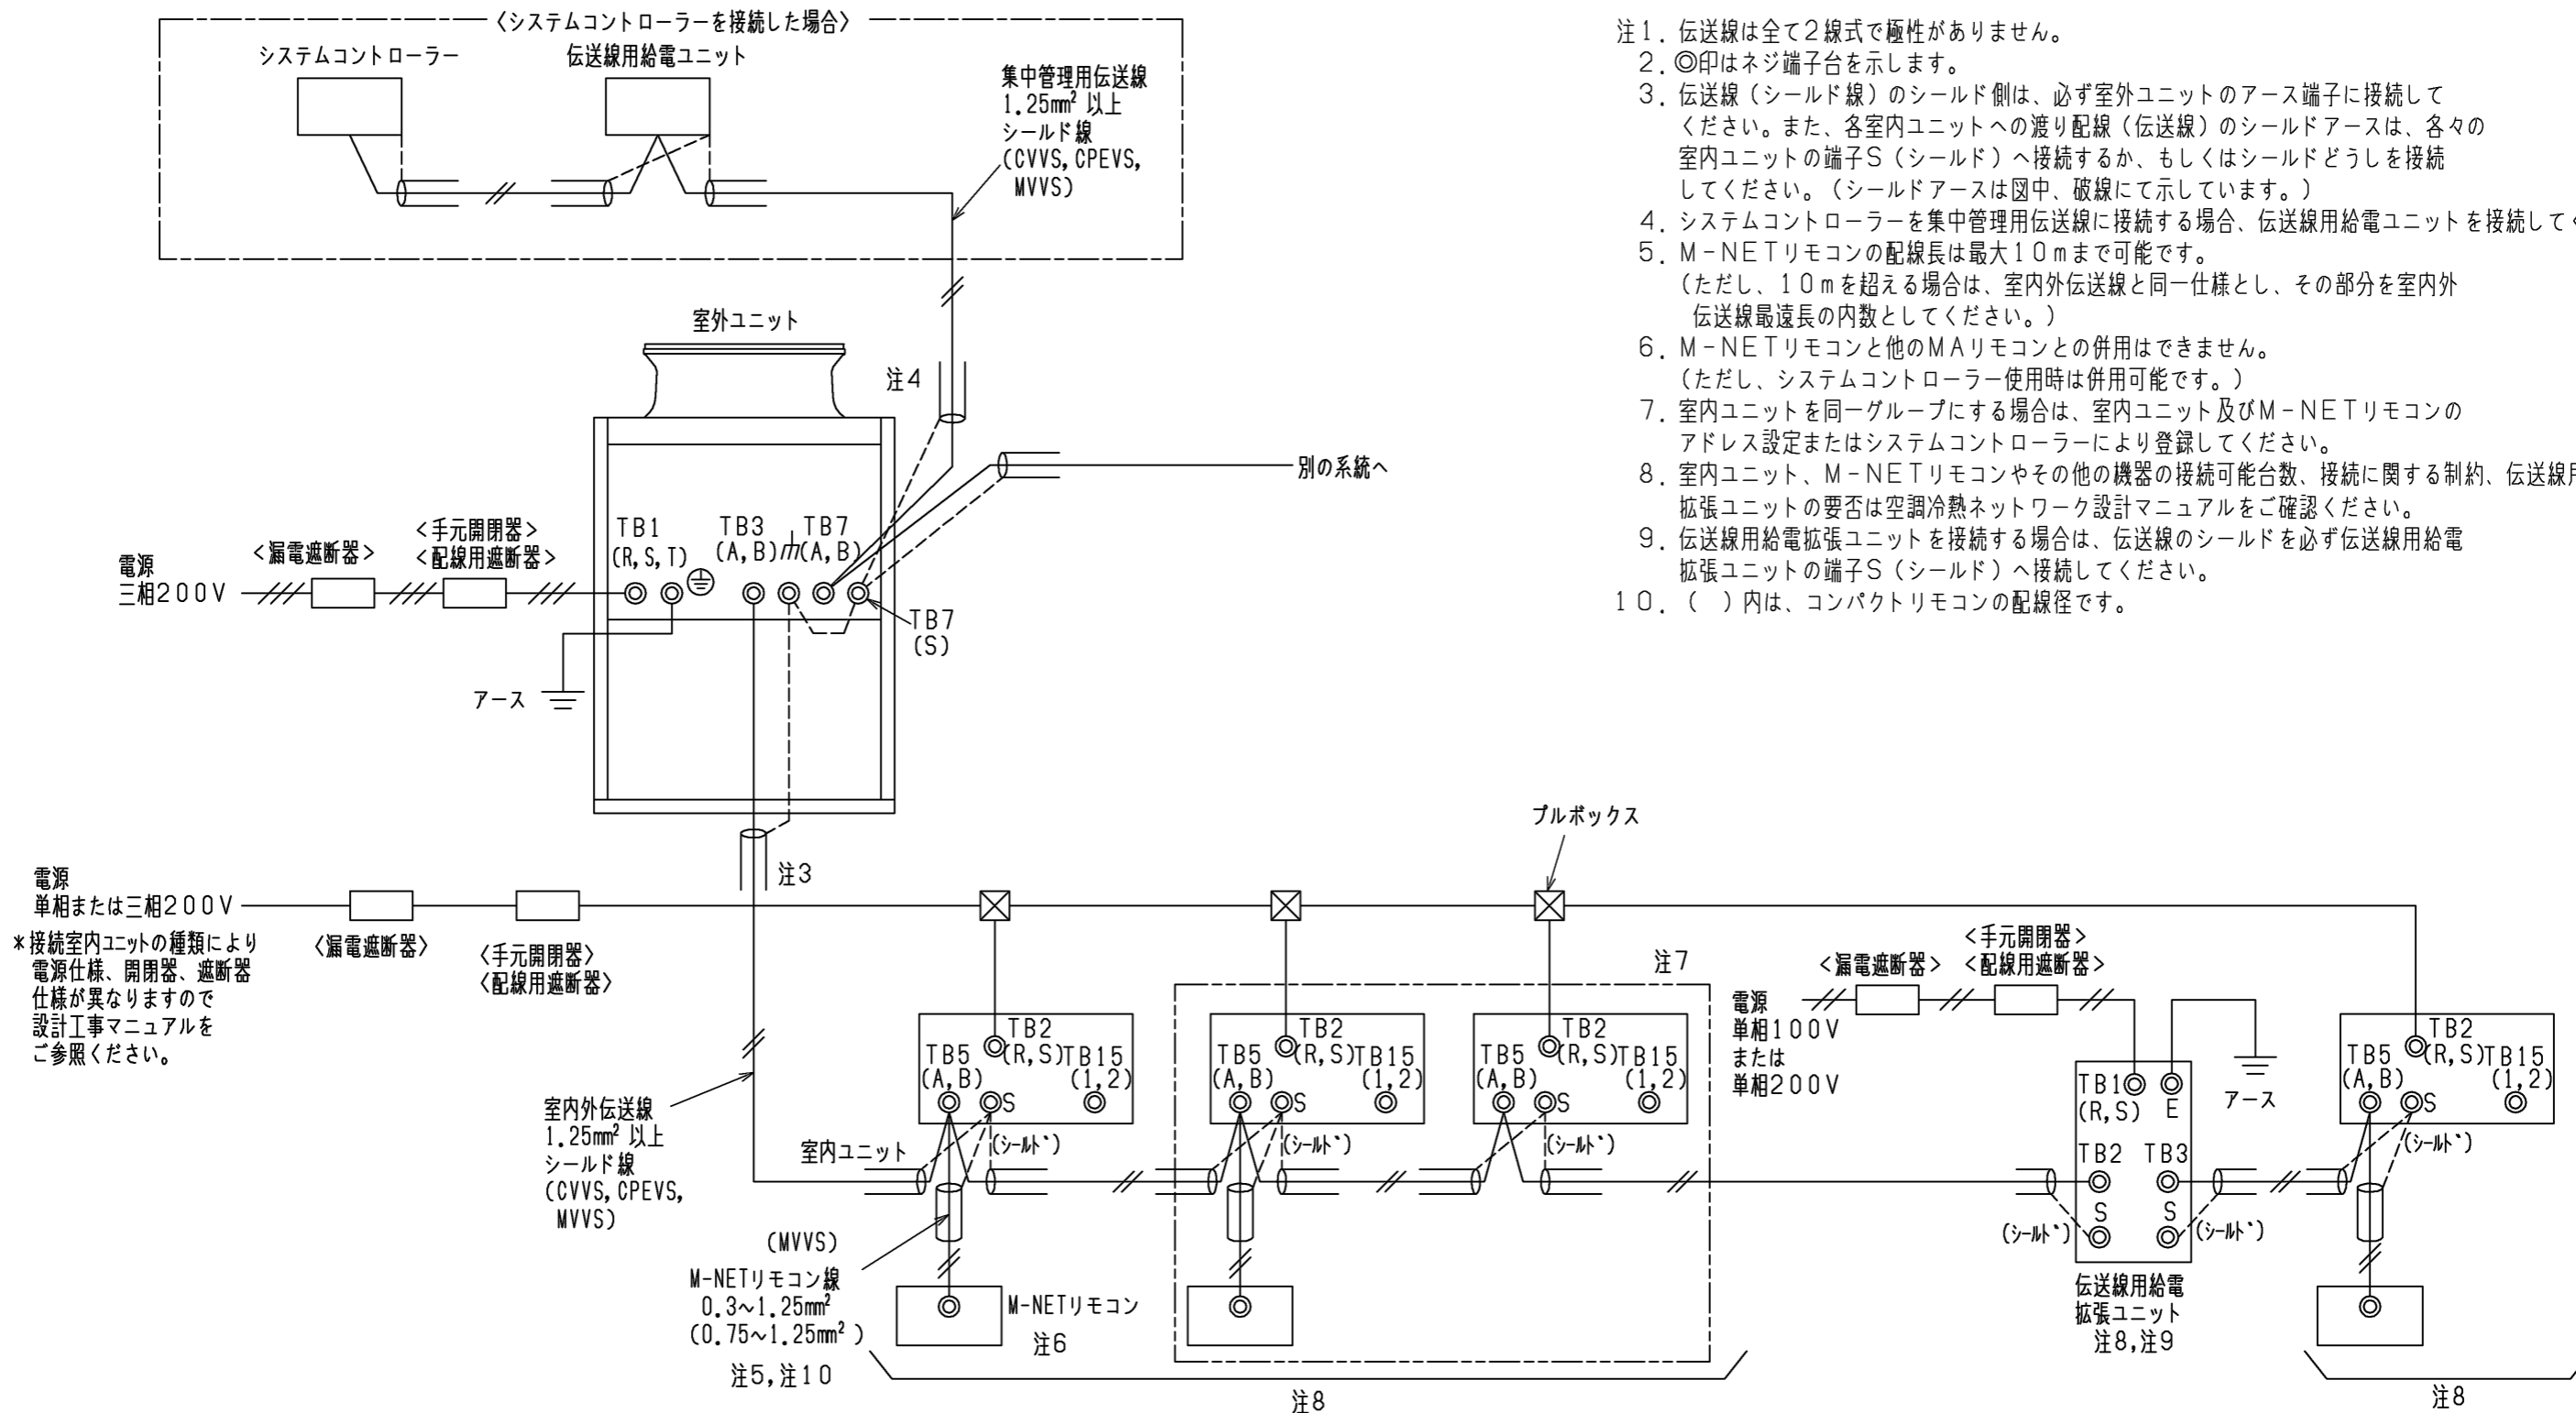 〈システムコントローラーを接続した場合〉
システムコントローラー
伝送線用給電ユニット
集中管理用伝送線
1.25mm² 以上
シールド線
(CVVS,CPEVS,
MVVS)
室外ユニット
注4
別の系統へ
電源
三相200V
<漏電遮断器>
<手元開閉器>
<配線用遮断器>
TB1
(R,S,T)
TB3
(A,B)
TB7
(A,B)
TB7
(S)
アース
注3
注1. 伝送線は全て2線式で極性がありません。
2. ◎印はネジ端子台を示します。
3. 伝送線(シールド線)のシールド側は、必ず室外ユニットのアース端子に接続して
ください。また、各室内ユニットへの渡り配線(伝送線)のシールドアースは、各々の
室内ユニットの端子S(シールド)へ接続するか、もしくはシールドどうしを接続
してください。(シールドアースは図中、破線にて示しています。)
4. システムコントローラーを集中管理用伝送線に接続する場合、伝送線用給電ユニットを接続して
5. M-NETリモコンの配線長は最大10mまで可能です。
(ただし、10mを超える場合は、室内外伝送線と同一仕様とし、その部分を室内外
伝送線最遠長の内数としてください。)
6. M-NETリモコンと他のMAリモコンとの併用はできません。
(ただし、システムコントローラー使用時は併用可能です。)
7. 室内ユニットを同一グループにする場合は、室内ユニット及びM-NETリモコンの
アドレス設定またはシステムコントローラーにより登録してください。
8. 室内ユニット、M-NETリモコンやその他の機器の接続可能台数、接続に関する制約、伝送線用
拡張ユニットの要否は空調冷熱ネットワーク設計マニュアルをご確認ください。
9. 伝送線用給電拡張ユニットを接続する場合は、伝送線のシールドを必ず伝送線用給電
拡張ユニットの端子S(シールド)へ接続してください。
10. ( )内は、コンパクトリモコンの配線径です。
電源
単相または三相200V
*接続室内ユニットの種類により
電源仕様、開閉器、遮断器
仕様が異なりますので
設計工事マニュアルを
ご参照ください。
〈漏電遮断器〉
〈手元開閉器〉
〈配線用遮断器〉
プルボックス
注7
室内外伝送線
1.25mm² 以上
シールド線
(CVVS,CPEVS,
MVVS)
室内ユニット
TB2
(R,S)
TB5
(A,B)
TB15
(1,2)
S
(シールド)
TB2
(R,S)
TB5
(A,B)
TB15
(1,2)
S
(シールド)
TB2
(R,S)
TB5
(A,B)
TB15
(1,2)
S
(シールド)
(MVVS)
M-NETリモコン線
0.3~1.25mm²
(0.75~1.25mm²)
注5,注10
M-NETリモコン
注6
注8
電源
単相100V
または
単相200V
<漏電遮断器>
<手元開閉器>
<配線用遮断器>
TB1
(R,S)
E
アース
TB2
TB3
S
S
(シールド)
(シールド)
伝送線用給電
拡張ユニット
注8,注9
TB2
(R,S)
TB5
(A,B)
TB15
(1,2)
S
(シールド)
注8